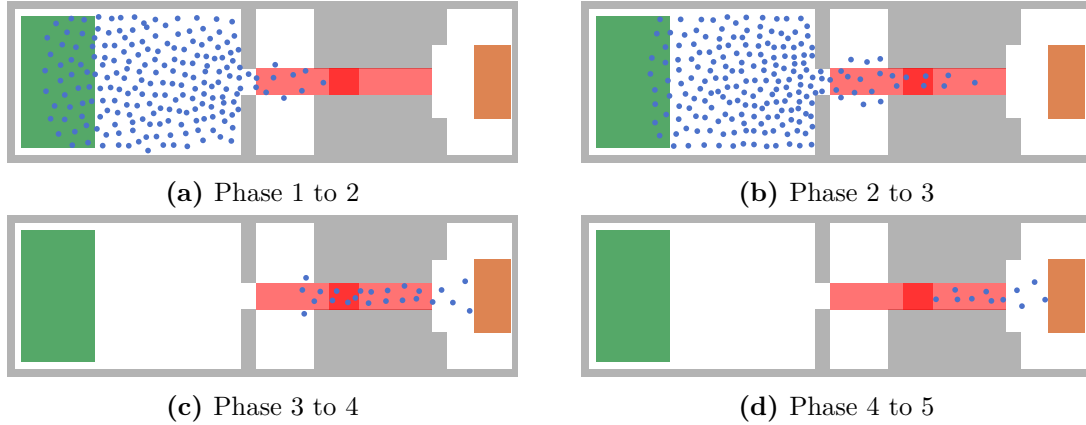 (a) Phase 1 to 2
(b) Phase 2 to 3
(c) Phase 3 to 4
(d) Phase 4 to 5